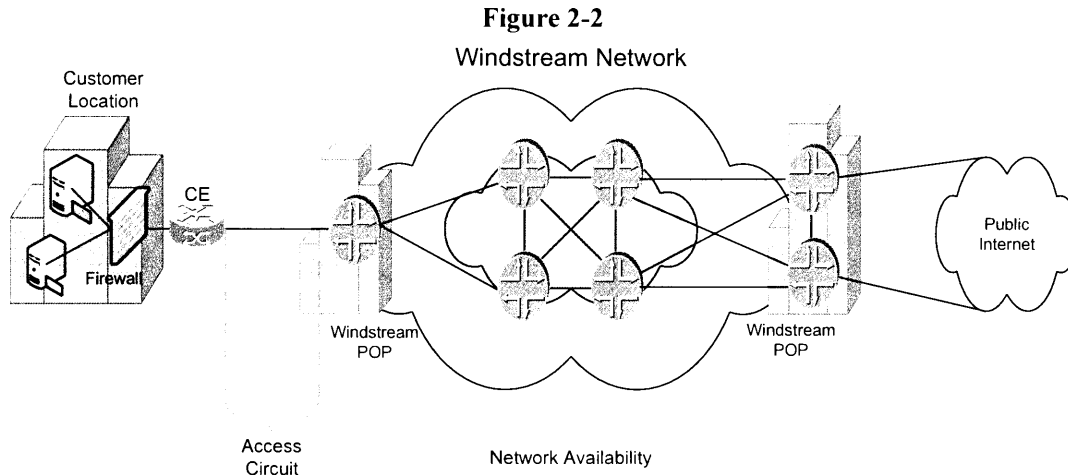 Figure 2-2
Windstream Network
Customer
Location
CE
Firewall
Public
Internet
Windstream
POP
Windstream
POP
Access
Circuit
Network Availability